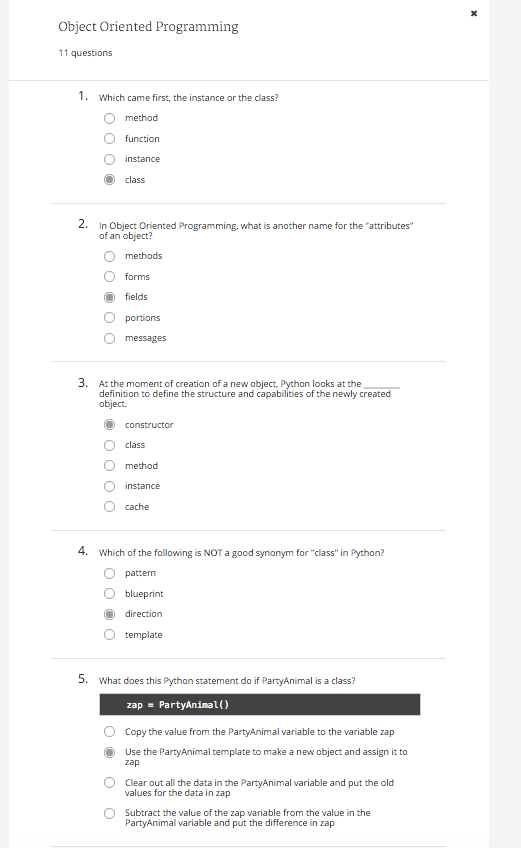 Object Oriented Programming
11 questions
1. Which came first, the instance or the class?
method
function
instance
class
2. In Object Oriented Programming, what is another name for the "attributes"
of an object?
methods
forms
fields
portions
messages
3. At the moment of creation of a new object, Python looks at the ________
definition to define the structure and capabilities of the newly created
object.
constructor
class
method
instance
cache
4. Which of the following is NOT a good synonym for "class" in Python?
pattern
blueprint
direction
template
5. What does this Python statement do if PartyAnimal is a class?
zap = PartyAnimal()
Copy the value from the PartyAnimal variable to the variable zap
Use the PartyAnimal template to make a new object and assign it to
zap
Clear out all the data in the PartyAnimal variable and put the old
values for the data in zap
Subtract the value of the zap variable from the value in the
PartyAnimal variable and put the difference in zap